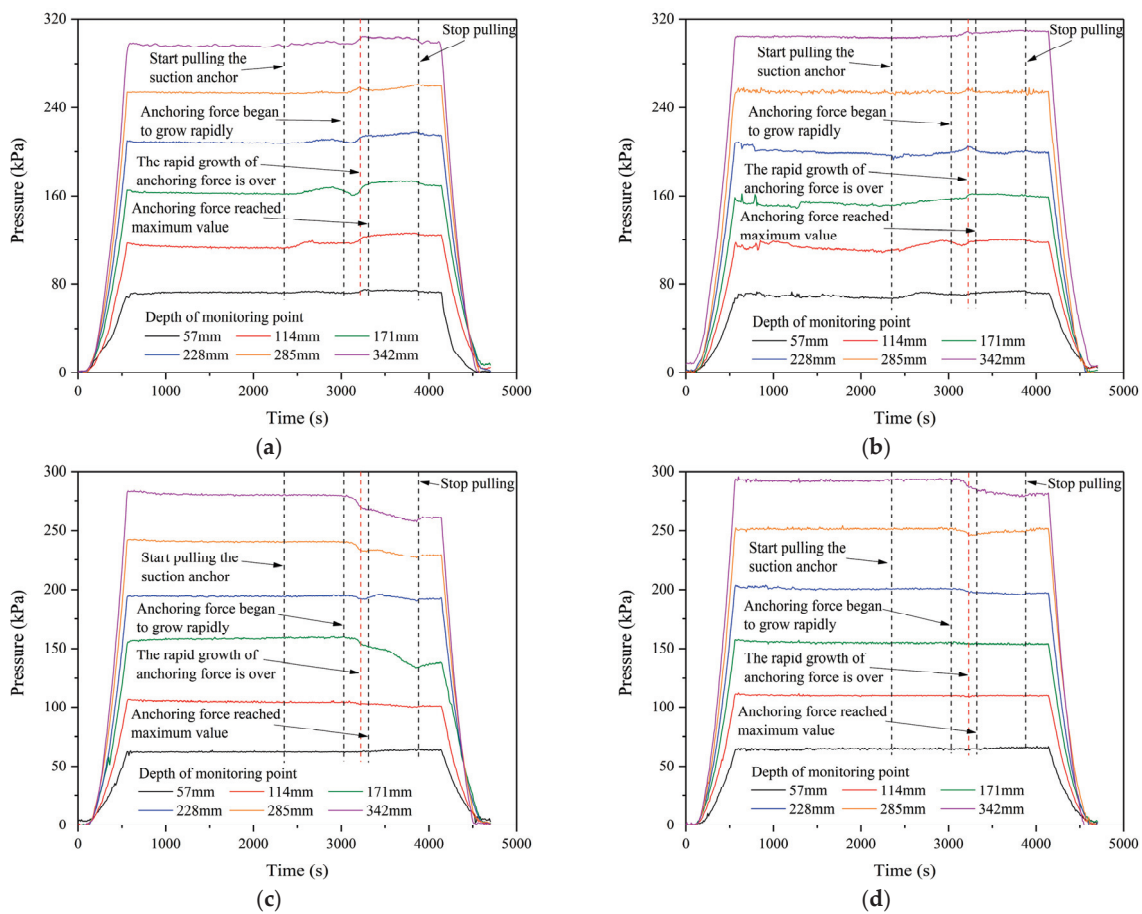 320
240
160
80
0
Pressure (kPa)
Start pulling the
suction anchor
Stop pulling
Anchoring force began
to grow rapidly
The rapid growth of
anchoring force is over
Anchoring force reached
maximum value
Depth of monitoring point
57mm 114mm 171mm
228mm 285mm 342mm
0 1000 2000 3000 4000 5000
Time (s)
(a)
320
240
160
80
0
Pressure (kPa)
Start pulling the
suction anchor
Stop pulling
Anchoring force began
to grow rapidly
The rapid growth of
anchoring force is over
Anchoring force reached
maximum value
Depth of monitoring point
57mm 114mm 171mm
228mm 285mm 342mm
0 1000 2000 3000 4000 5000
Time (s)
(b)
300
250
200
150
100
50
0
Pressure (kPa)
Stop pulling
Start pulling the
suction anchor
Anchoring force began
to grow rapidly
The rapid growth of
anchoring force is over
Anchoring force reached
maximum value
Depth of monitoring point
57mm 114mm 171mm
228mm 285mm 342mm
0 1000 2000 3000 4000 5000
Time (s)
(c)
300
250
200
150
100
50
0
Pressure (kPa)
Stop pulling
Start pulling the
suction anchor
Anchoring force began
to grow rapidly
The rapid growth of
anchoring force is over
Anchoring force reached
maximum value
Depth of monitoring point
57mm 114mm 171mm
228mm 285mm 342mm
0 1000 2000 3000 4000 5000
Time (s)
(d)